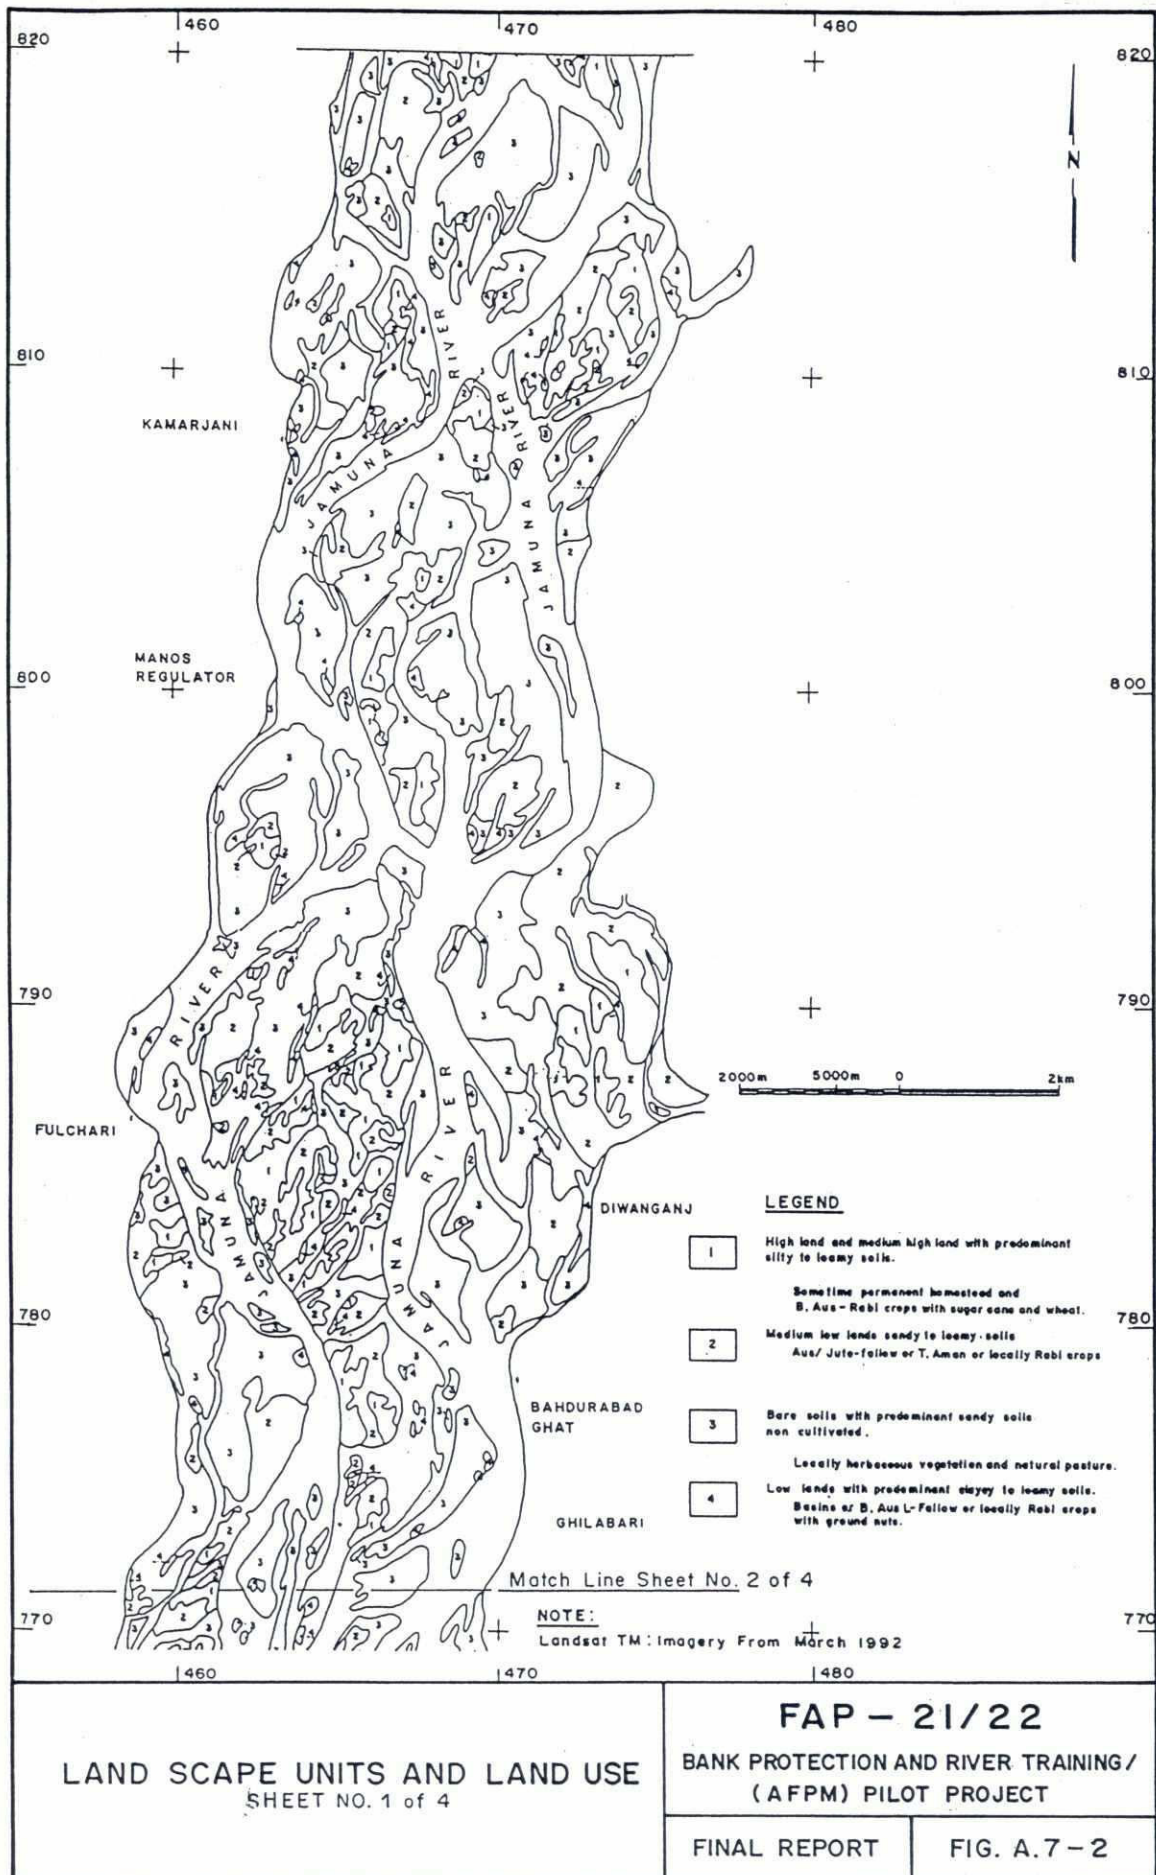 460
470
480
820
820
N
810
810
RIVER
RIVER
KAMARJANI
JAMUNA
JAMUNA
MANOS
REGULATOR
800
800
790
790
RIVER
RIVER
2000m 5000m 0 2km
FULCHARI
JAMUNA
JAMUNA
DIWANGANJ
LEGEND
1
High land and medium high land with predominant
silty to loamy soils.
Sometime permanent homestead and
B. Aus - Rabi crops with sugar cane and wheat.
780
780
2
Medium low lands sandy to loamy soils
Aus/ Jute-fallow or T. Aman or locally Rabi crops
BAHDURABAD
GHAT
3
Bare soils with predominant sandy soils
non cultivated.
Locally herbaceous vegetation and natural pasture.
4
Low lands with predominent clayey to loamy soils.
Basins or B. Aus L-Fallow or locally Rabi crops
with ground nuts.
GHILABARI
Match Line Sheet No. 2 of 4
770
770
NOTE:
Landsat TM: Imagery From March 1992
460
470
480
LAND SCAPE UNITS AND LAND USE
SHEET NO. 1 of 4
FAP - 21/22
BANK PROTECTION AND RIVER TRAINING/
(AFPM) PILOT PROJECT
FINAL REPORT
FIG. A.7-2